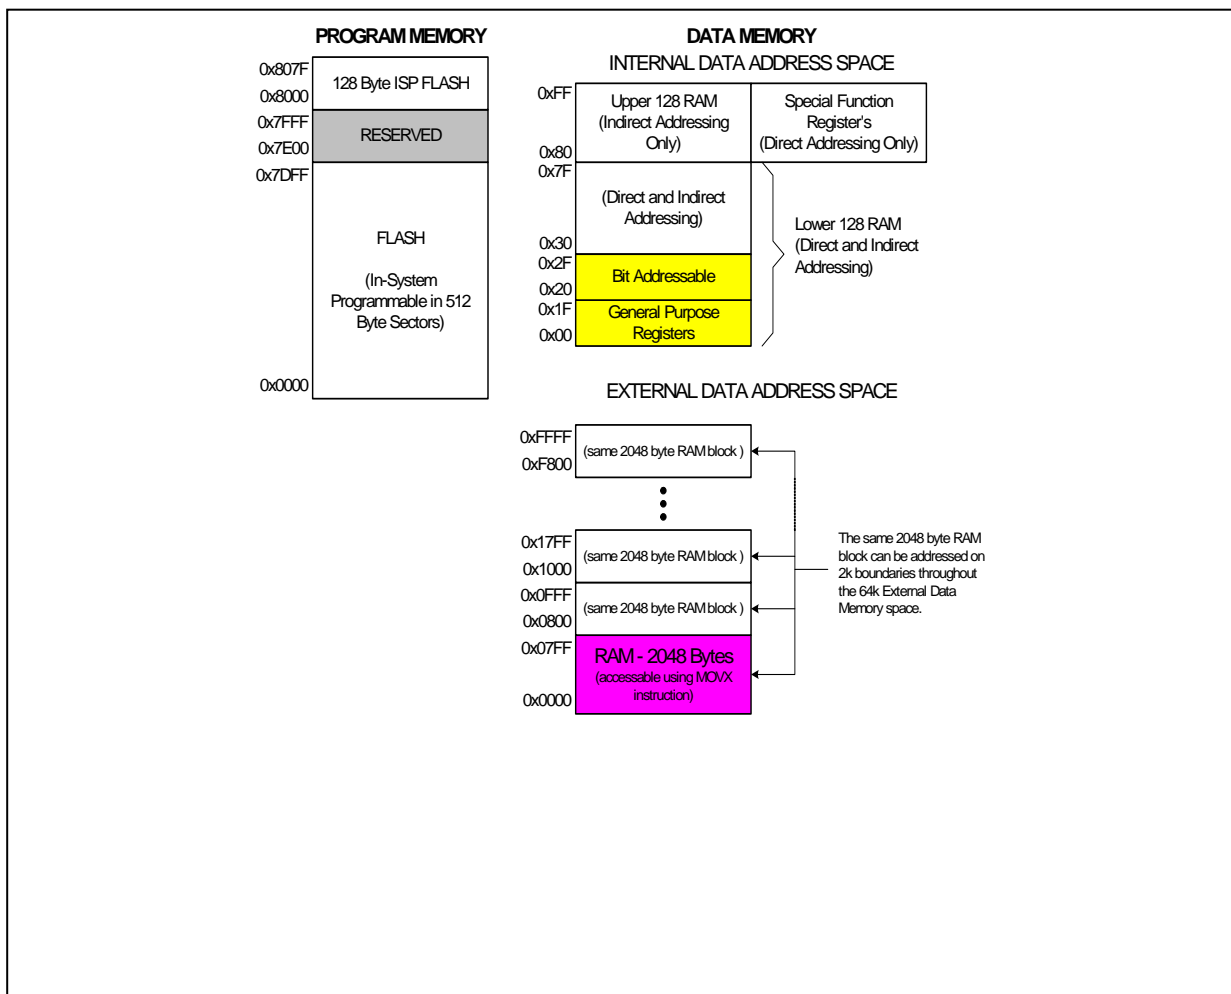 PROGRAM MEMORY
0x807F
0x8000
128 Byte ISP FLASH
0x7FFF
0x7E00
RESERVED
0x7DFF
FLASH
(In-System
Programmable in 512
Byte Sectors)
0x0000
DATA MEMORY
INTERNAL DATA ADDRESS SPACE
0xFF
Upper 128 RAM
(Indirect Addressing
Only)
0x80
Special Function
Register's
(Direct Addressing Only)
0x7F
(Direct and Indirect
Addressing)
0x30
0x2F
Bit Addressable
0x20
0x1F
General Purpose
Registers
0x00
Lower 128 RAM
(Direct and Indirect
Addressing)
EXTERNAL DATA ADDRESS SPACE
0xFFFF
(same 2048 byte RAM block )
0xF800
0x17FF
(same 2048 byte RAM block )
0x1000
0x0FFF
(same 2048 byte RAM block )
0x0800
0x07FF
RAM - 2048 Bytes
(accessable using MOVX
instruction)
0x0000
The same 2048 byte RAM
block can be addressed on
2k boundaries throughout
the 64k External Data
Memory space.